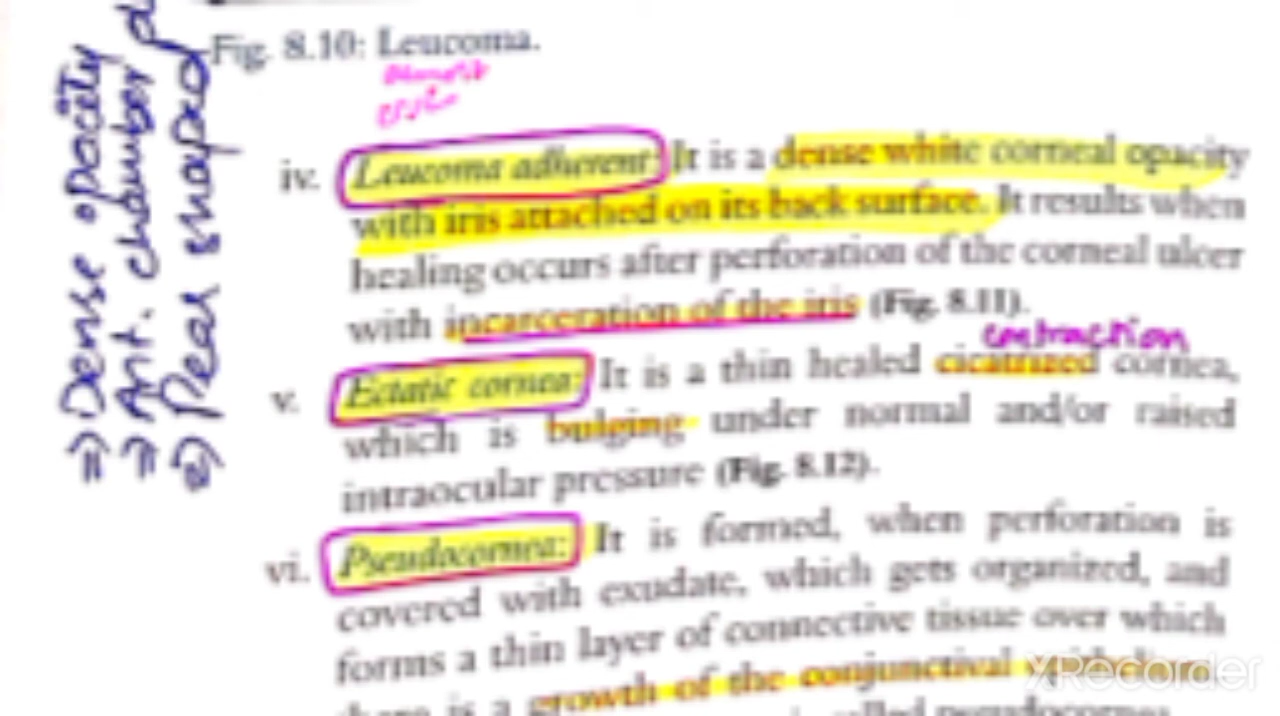 ⇒ Dense opacity
⇒ Ant. chamber
⇒ Pear shaped
Fig. 8.10: Leucoma.
iv. Leucoma adherent: It is a dense white corneal opacity
with iris attached on its back surface. It results when
healing occurs after perforation of the corneal ulcer
with incarceration of the iris (Fig. 8.11).
contraction
v. Ectatic cornea: It is a thin healed cicatrized cornea,
which is bulging under normal and/or raised
intraocular pressure (Fig. 8.12).
vi. Pseudocornea: It is formed, when perforation is
covered with exudate, which gets organized, and
forms a thin layer of connective tissue over which
there is a growth of the conjunctival epithelium
called pseudocornea
XRecorder